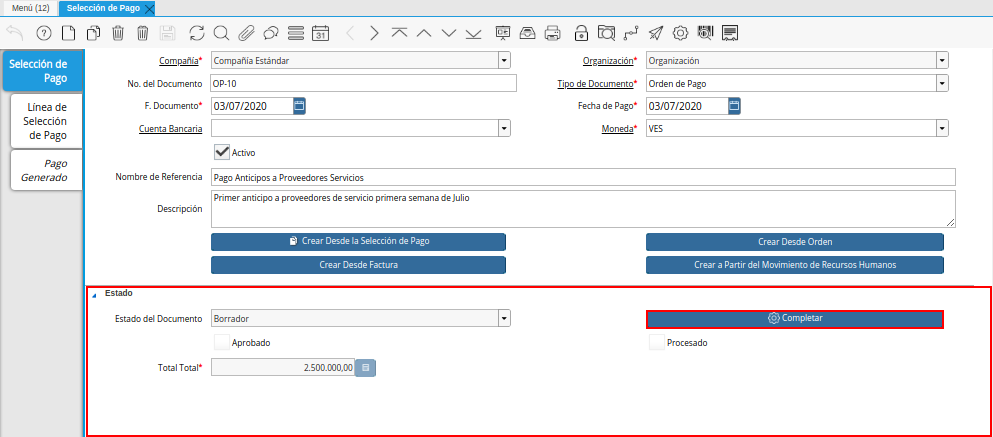 Menú (12)
Selección de Pago
31
Selección de
Pago
Línea de
Selección
de Pago
Pago
Generado
Compañía* Compañía Estándar Organización* Organización
No. del Documento OP-10 Tipo de Documento* Orden de Pago
F. Documento* 03/07/2020 Fecha de Pago* 03/07/2020
Cuenta Bancaria Moneda* VES
Activo
Nombre de Referencia Pago Anticipos a Proveedores Servicios
Descripción Primer anticipo a proveedores de servicio primera semana de Julio
Crear Desde la Selección de Pago Crear Desde Orden
Crear Desde Factura Crear a Partir del Movimiento de Recursos Humanos
Estado
Estado del Documento Borrador Completar
Aprobado Procesado
Total Total* 2.500.000,00